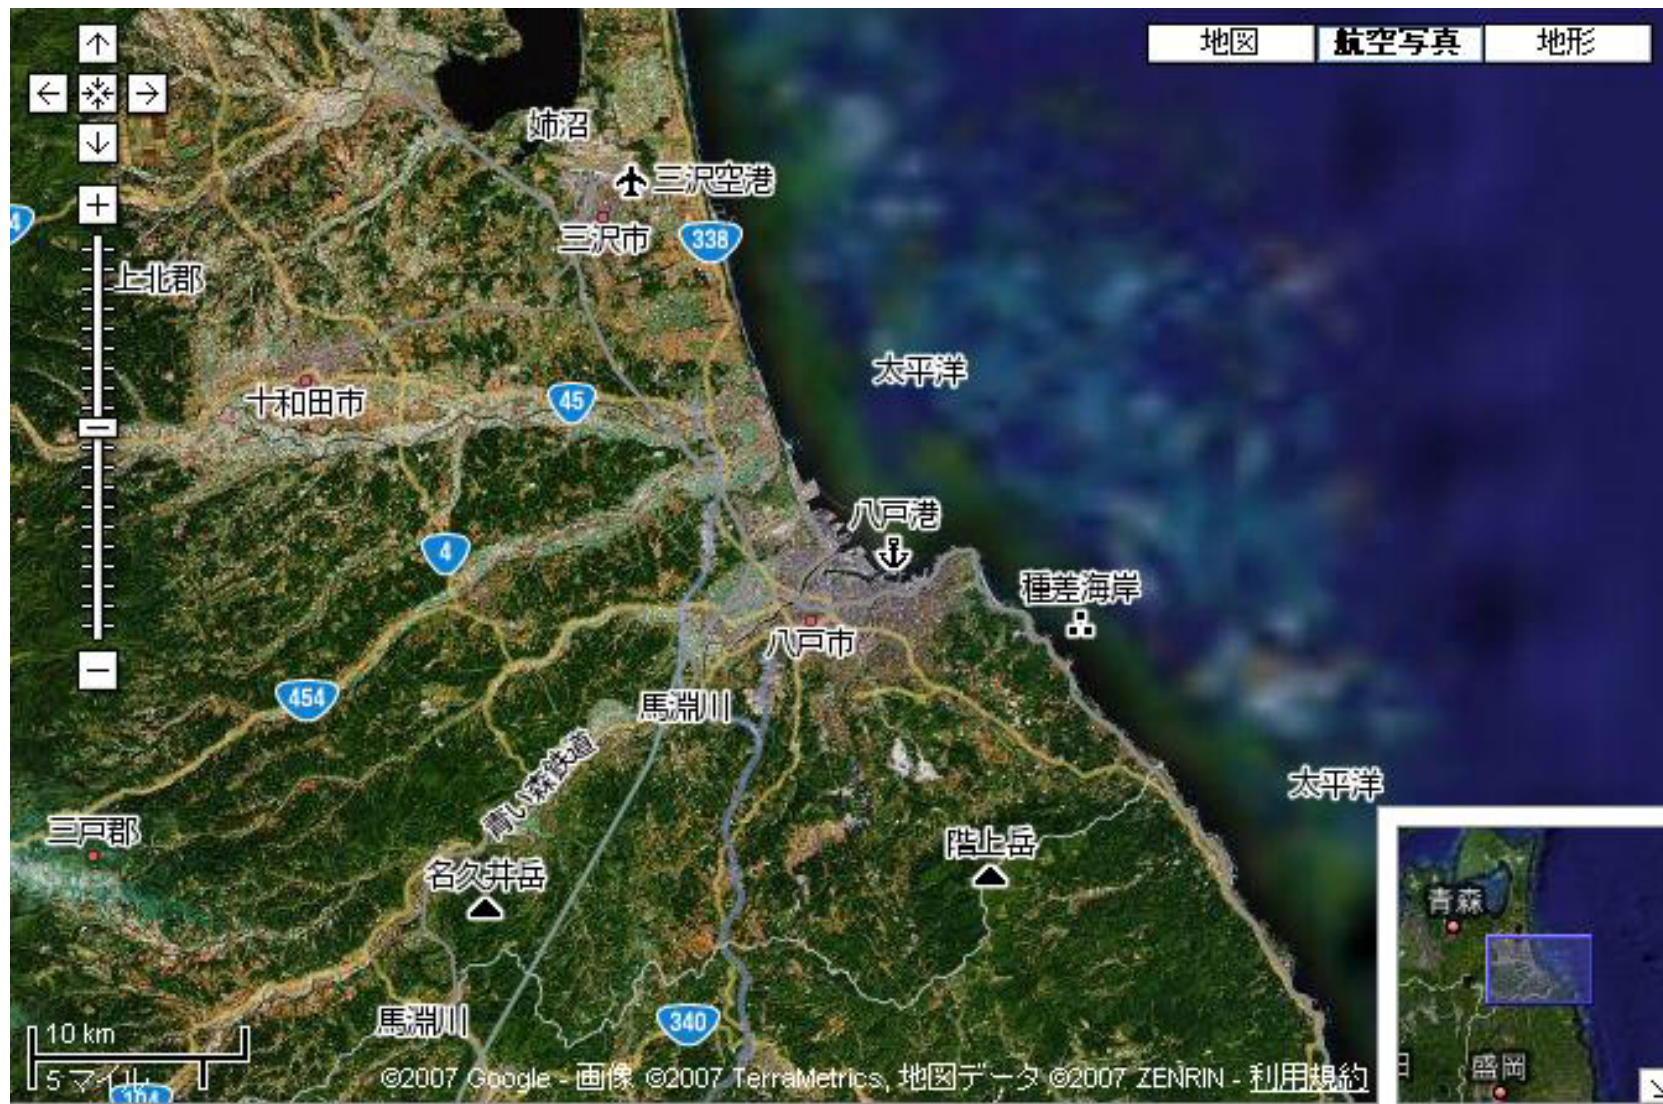 地図
航空写真
地形
姉沼
三沢空港
三沢市
338
4
上北郡
太平洋
十和田市
45
八戸港
4
種差海岸
八戸市
454
馬淵川
青い森鉄道
太平洋
三戸郡
階上岳
名久井岳
青森
馬淵川
340
10 km
5 マイル
104
©2007 Google - 画像 ©2007 TerraMetrics, 地図データ ©2007 ZENRIN - 利用規約
田
盛岡